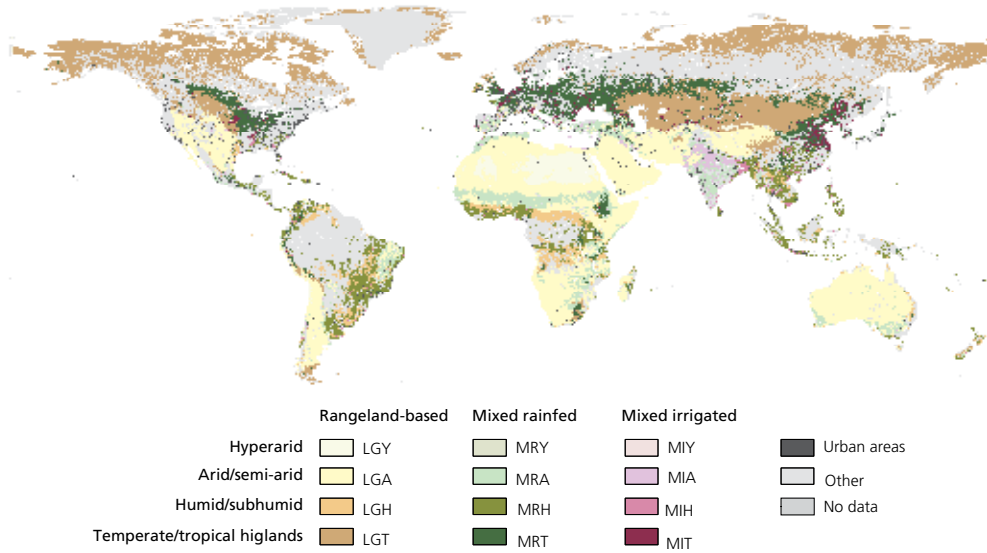 Rangeland-based Mixed rainfed Mixed irrigated
Hyperarid LGY MRY MIY Urban areas
Arid/semi-arid LGA MRA MIA Other
Humid/subhumid LGH MRH MIH No data
Temperate/tropical higlands LGT MRT MIT